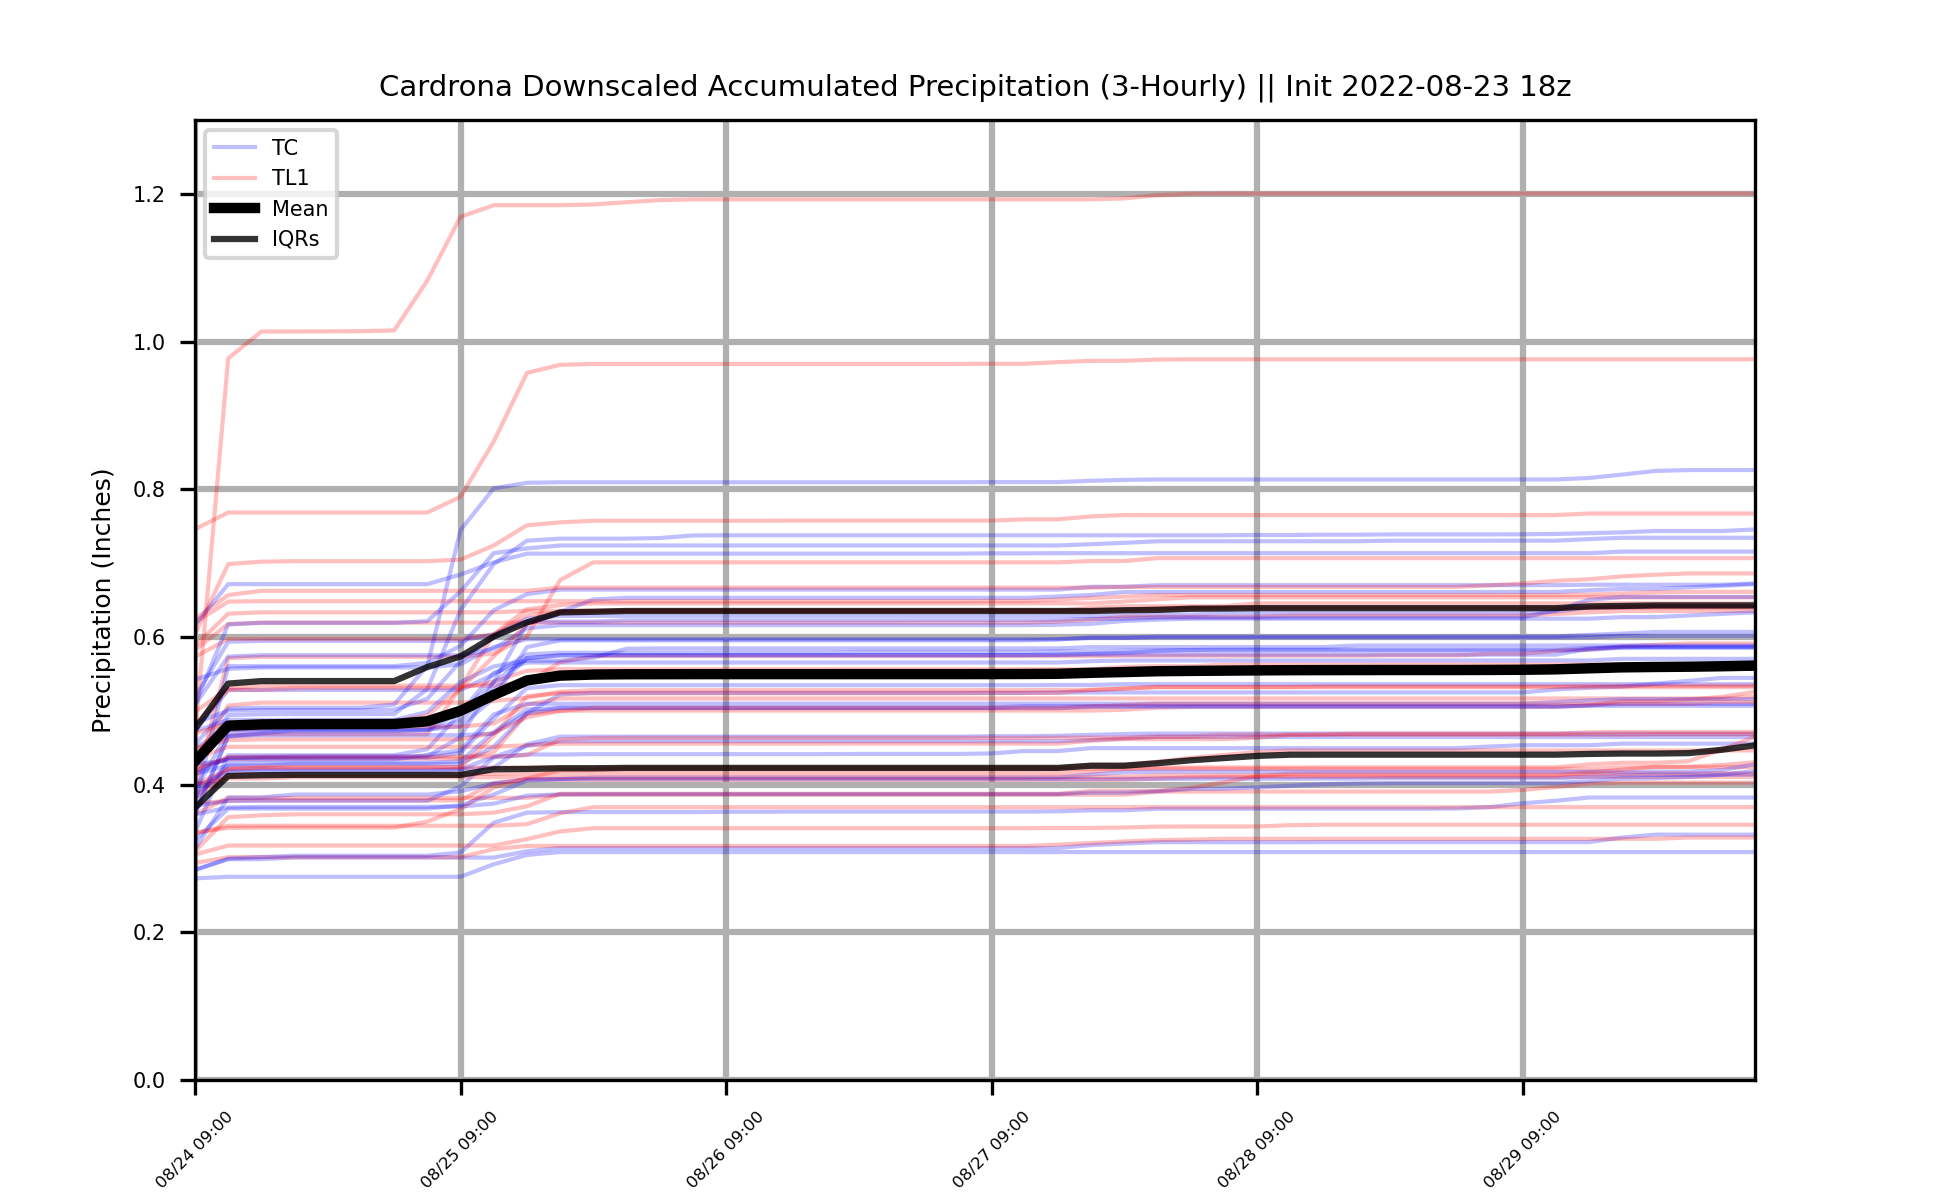 Cardrona Downscaled Accumulated Precipitation (3-Hourly) || Init 2022-08-23 18z
TC
TL1
Mean
IQRs
Precipitation (Inches)
1.2
1.0
0.8
0.6
0.4
0.2
0.0
08/24 09:00
08/25 09:00
08/26 09:00
08/27 09:00
08/28 09:00
08/29 09:00